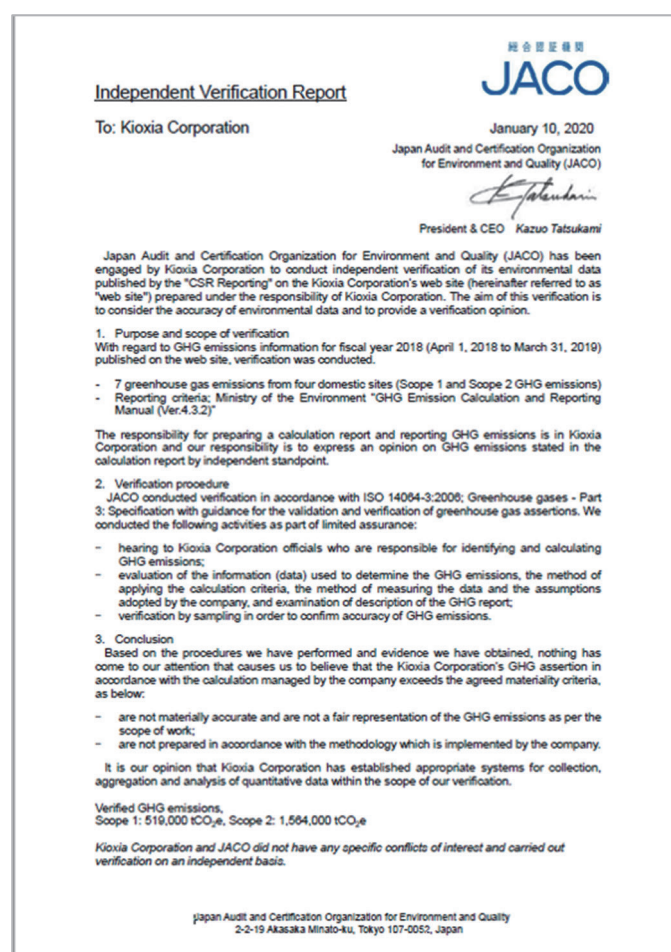 総合認証機関
JACO
Independent Verification Report
To: Kioxia Corporation
January 10, 2020
Japan Audit and Certification Organization
for Environment and Quality (JACO)
President & CEO Kazuo Tatsukami
Japan Audit and Certification Organization for Environment and Quality (JACO) has been
engaged by Kioxia Corporation to conduct independent verification of its environmental data
published by the "CSR Reporting" on the Kioxia Corporation's web site (hereinafter referred to as
"web site") prepared under the responsibility of Kioxia Corporation. The aim of this verification is
to consider the accuracy of environmental data and to provide a verification opinion.
1. Purpose and scope of verification
With regard to GHG emissions information for fiscal year 2018 (April 1, 2018 to March 31, 2019)
published on the web site, verification was conducted.
- 7 greenhouse gas emissions from four domestic sites (Scope 1 and Scope 2 GHG emissions)
- Reporting criteria; Ministry of the Environment "GHG Emission Calculation and Reporting
Manual (Ver.4.3.2)"
The responsibility for preparing a calculation report and reporting GHG emissions is in Kioxia
Corporation and our responsibility is to express an opinion on GHG emissions stated in the
calculation report by independent standpoint.
2. Verification procedure
JACO conducted verification in accordance with ISO 14064-3:2006; Greenhouse gases - Part
3: Specification with guidance for the validation and verification of greenhouse gas assertions. We
conducted the following activities as part of limited assurance:
– hearing to Kioxia Corporation officials who are responsible for identifying and calculating
GHG emissions;
– evaluation of the information (data) used to determine the GHG emissions, the method of
applying the calculation criteria, the method of measuring the data and the assumptions
adopted by the company, and examination of description of the GHG report;
– verification by sampling in order to confirm accuracy of GHG emissions.
3. Conclusion
Based on the procedures we have performed and evidence we have obtained, nothing has
come to our attention that causes us to believe that the Kioxia Corporation's GHG assertion in
accordance with the calculation managed by the company exceeds the agreed materiality criteria,
as below:
– are not materially accurate and are not a fair representation of the GHG emissions as per the
scope of work;
– are not prepared in accordance with the methodology which is implemented by the company.
It is our opinion that Kioxia Corporation has established appropriate systems for collection,
aggregation and analysis of quantitative data within the scope of our verification.
Verified GHG emissions,
Scope 1: 519,000 tCO₂e, Scope 2: 1,564,000 tCO₂e
Kioxia Corporation and JACO did not have any specific conflicts of interest and carried out
verification on an independent basis.
Japan Audit and Certification Organization for Environment and Quality
2-2-19 Akasaka Minato-ku, Tokyo 107-0052, Japan